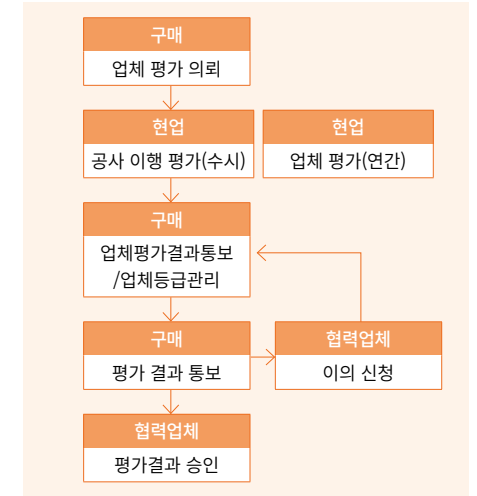 구매
업체 평가 의뢰
현업
공사 이행 평가(수시)
현업
업체 평가(연간)
구매
업체평가결과통보
/업체등급관리
구매
평가 결과 통보
협력업체
이의 신청
협력업체
평가결과 승인